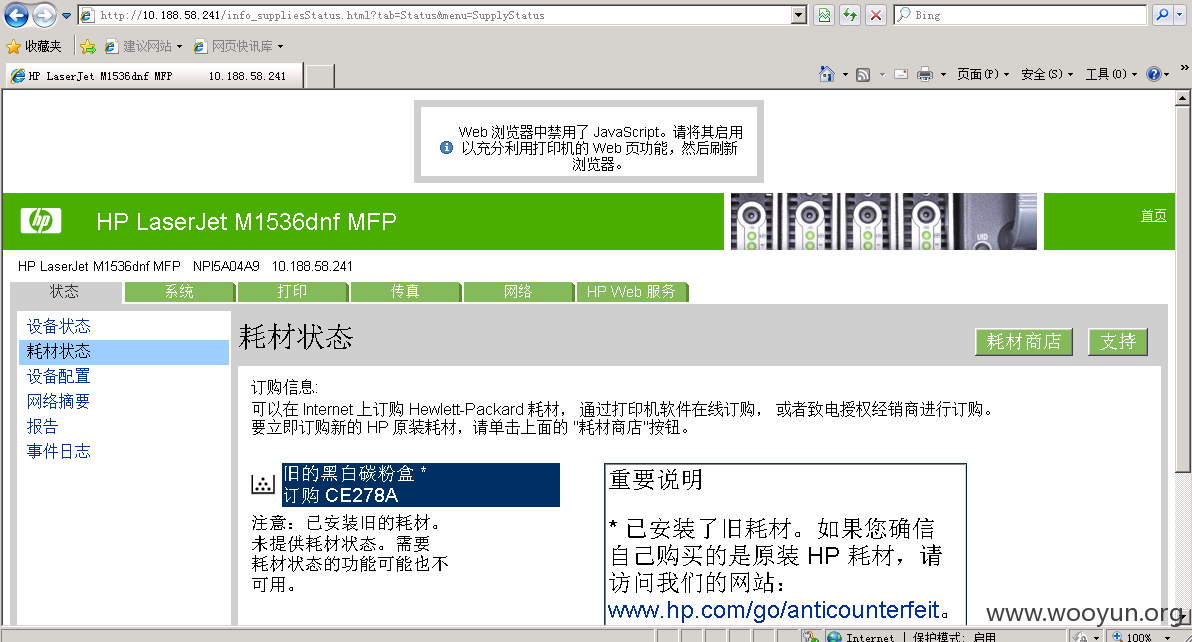 http://10.188.58.241/info_suppliesStatus.html?tab=Status&menu=SupplyStatus
Bing
收藏夹
建议网站
网页快讯库
HP LaserJet M1536dnf MFP 10.188.58.241
页面(P)
安全(S)
工具(O)
Web 浏览器中禁用了 JavaScript。请将其启用
以充分利用打印机的 Web 页功能，然后刷新
浏览器。
hp
HP LaserJet M1536dnf MFP
UID
首页
HP LaserJet M1536dnf MFP NPI5A04A9 10.188.58.241
状态
系统
打印
传真
网络
HP Web 服务
设备状态
耗材状态
设备配置
网络摘要
报告
事件日志
耗材状态
耗材商店
支持
订购信息:
可以在 Internet 上订购 Hewlett-Packard 耗材， 通过打印机软件在线订购， 或者致电授权经销商进行订购。
要立即订购新的 HP 原装耗材，请单击上面的 "耗材商店"按钮。
旧的黑白碳粉盒 *
订购 CE278A
注意：已安装旧的耗材。
未提供耗材状态。需要
耗材状态的功能可能也不
可用。
重要说明
* 已安装了旧耗材。如果您确信
自己购买的是原装 HP 耗材，请
访问我们的网站：
www.hp.com/go/anticounterfeit。
www.wooyun.org
Internet | 保护模式: 启用
100%